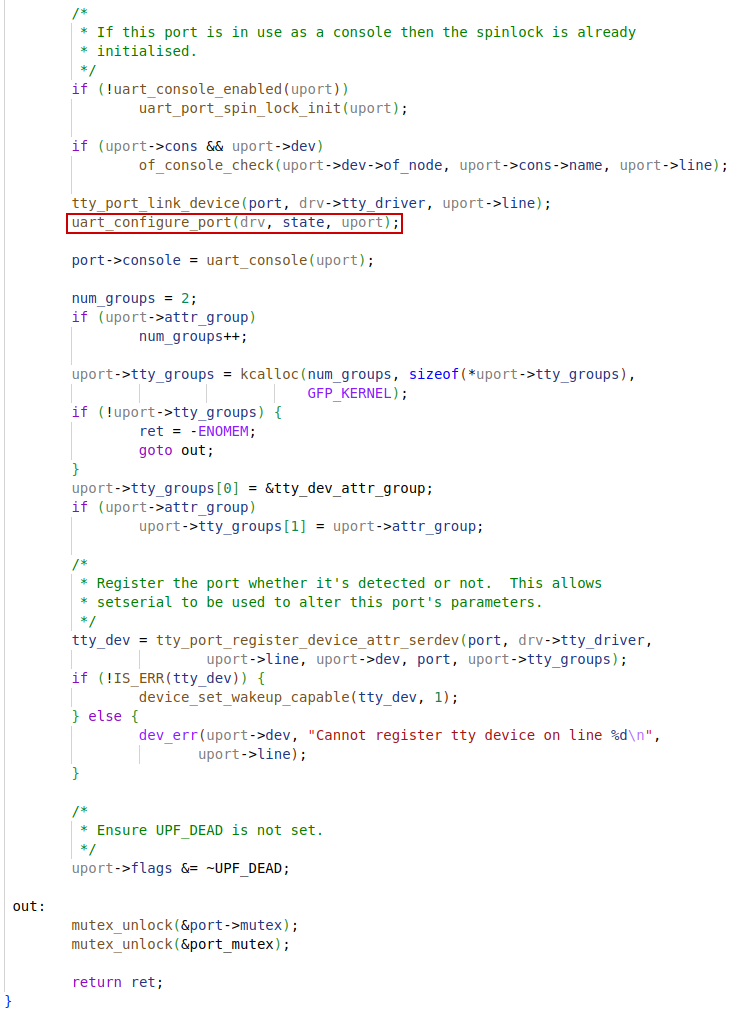 /*
 * If this port is in use as a console then the spinlock is already
 * initialised.
 */
if (!uart_console_enabled(uport))
        uart_port_spin_lock_init(uport);
if (uport->cons && uport->dev)
        of_console_check(uport->dev->of_node, uport->cons->name, uport->line);
tty_port_link_device(port, drv->tty_driver, uport->line);
uart_configure_port(drv, state, uport);
port->console = uart_console(uport);
num_groups = 2;
if (uport->attr_group)
        num_groups++;
uport->tty_groups = kcalloc(num_groups, sizeof(*uport->tty_groups),
                            GFP_KERNEL);
if (!uport->tty_groups) {
        ret = -ENOMEM;
        goto out;
}
uport->tty_groups[0] = &tty_dev_attr_group;
if (uport->attr_group)
        uport->tty_groups[1] = uport->attr_group;
/*
 * Register the port whether it's detected or not.  This allows
 * setserial to be used to alter this port's parameters.
 */
tty_dev = tty_port_register_device_attr_serdev(port, drv->tty_driver,
                uport->line, uport->dev, port, uport->tty_groups);
if (!IS_ERR(tty_dev)) {
        device_set_wakeup_capable(tty_dev, 1);
} else {
        dev_err(uport->dev, "Cannot register tty device on line %d\n",
               uport->line);
}
/*
 * Ensure UPF_DEAD is not set.
 */
uport->flags &= ~UPF_DEAD;
out:
mutex_unlock(&port->mutex);
mutex_unlock(&port_mutex);
return ret;
}